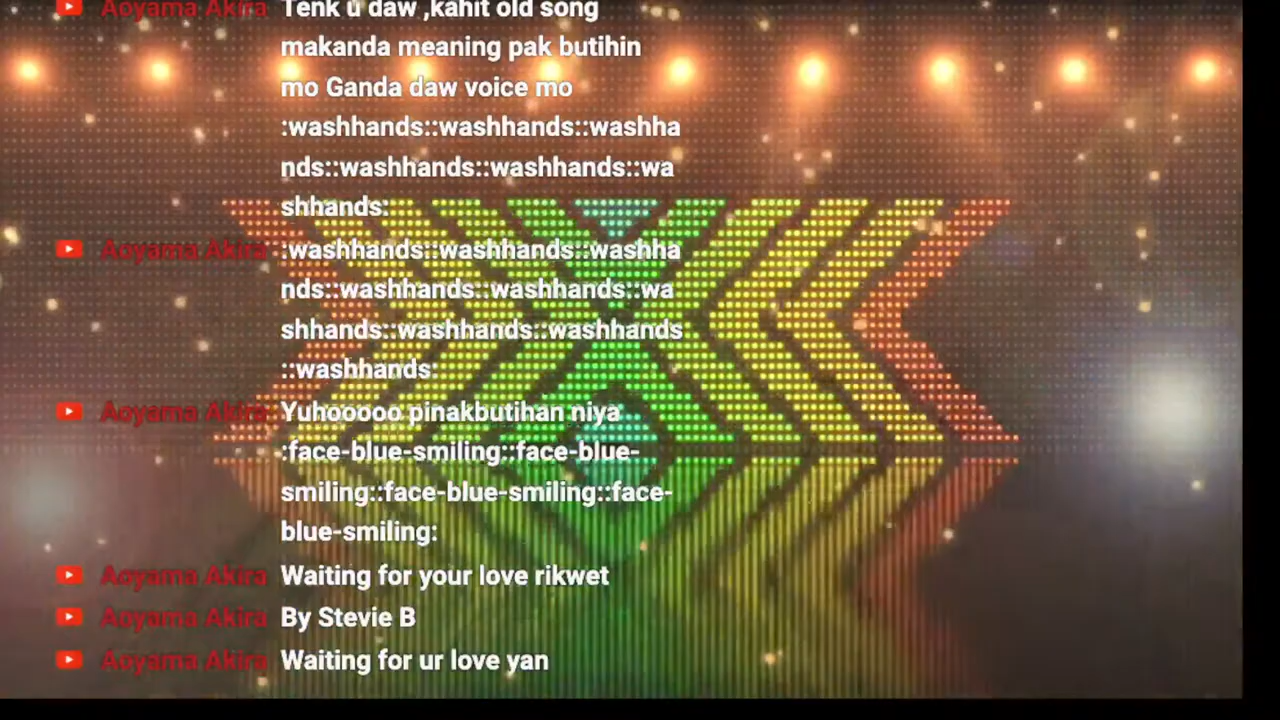 Aoyama Akira Tenk u daw ,kahit old song
makanda meaning pak butihin
mo Ganda daw voice mo
:washhands::washhands::washha
nds::washhands::washhands::wa
shhands:
Aoyama Akira :washhands::washhands::washha
nds::washhands::washhands::wa
shhands::washhands::washhands
::washhands:
Aoyama Akira Yuhooooo pinakbutihan niya
:face-blue-smiling::face-blue-
smiling::face-blue-smiling::face-
blue-smiling:
Aoyama Akira Waiting for your love rikwet
Aoyama Akira By Stevie B
Aoyama Akira Waiting for ur love yan